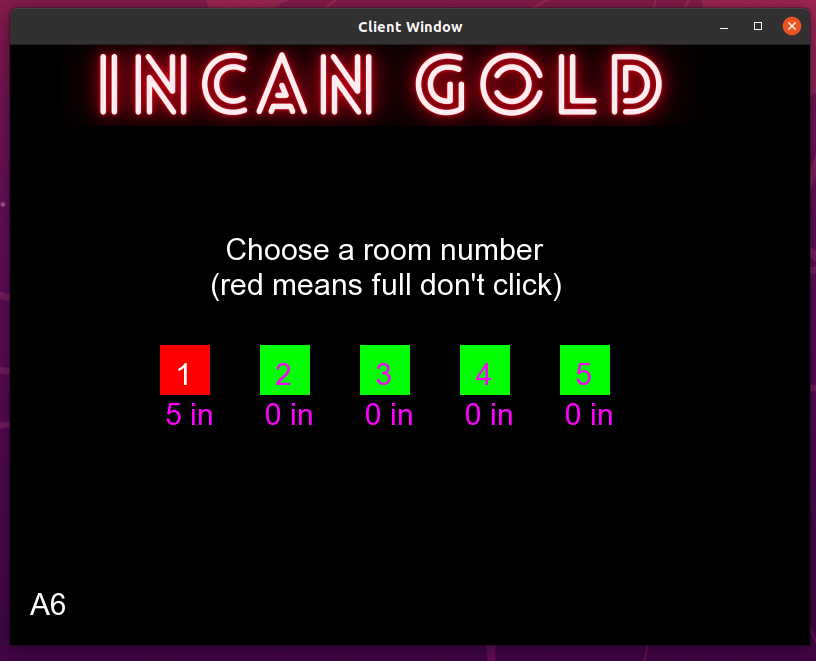 Client Window
INCAN GOLD
Choose a room number
(red means full don't click)
1 2 3 4 5
5 in 0 in 0 in 0 in 0 in
A6